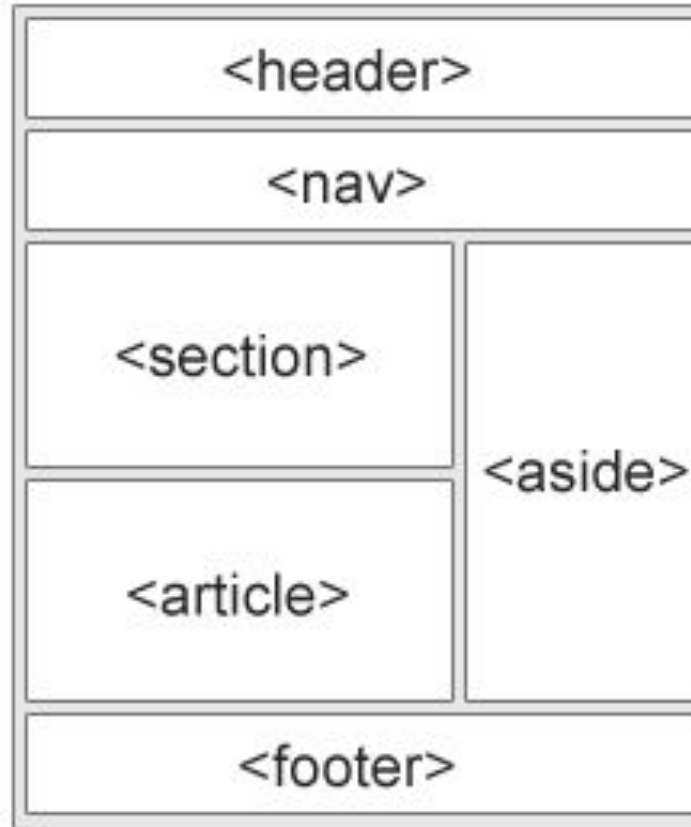 <header>
<nav>
<section>
<aside>
<article>
<footer>